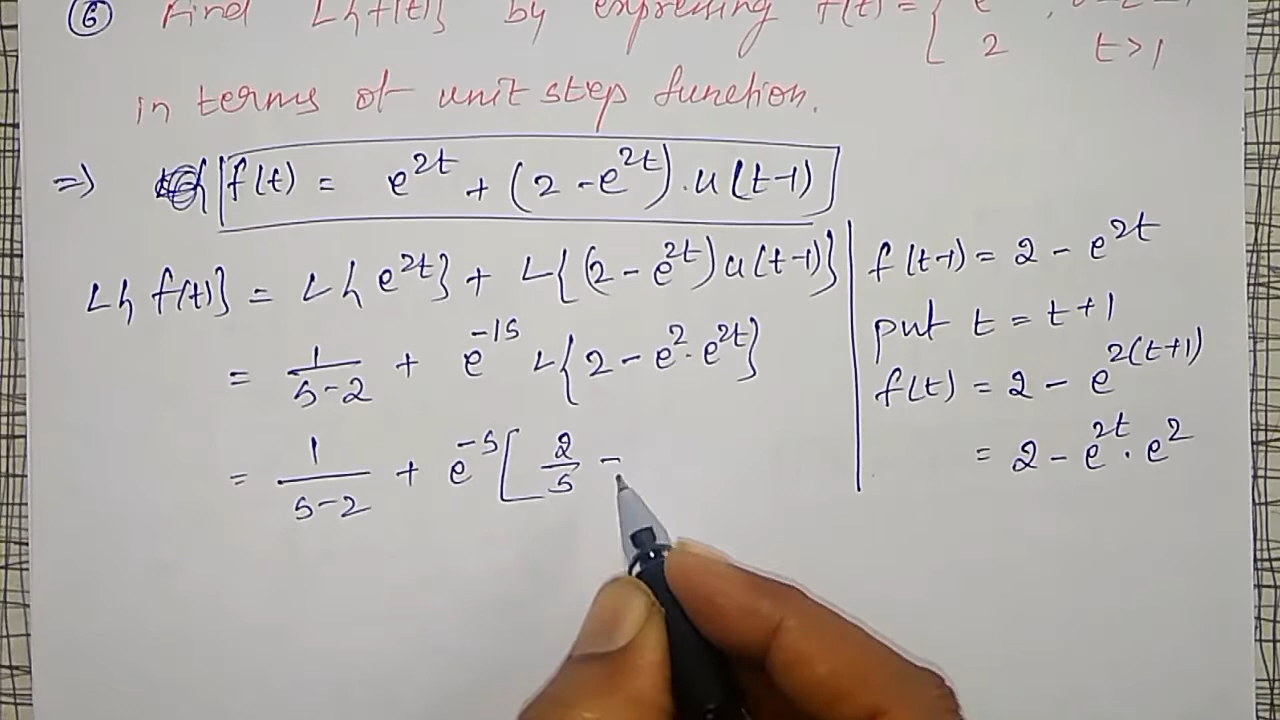 ⑥ Find L{f(t)} by expressing f(t) = {
2 t>1
in terms of unit step function.
=> f(t) = e^{2t} + (2 - e^{2t}).u(t-1)
L{f(t)} = L{e^{2t}} + L{(2 - e^{2t})u(t-1)}
= 1/(s-2) + e^{-1s} L{2 - e^{2}.e^{2t}}
= 1/(s-2) + e^{-s}[2/s -
f(t-1) = 2 - e^{2t}
put t = t+1
f(t) = 2 - e^{2(t+1)}
= 2 - e^{2t}.e^{2}